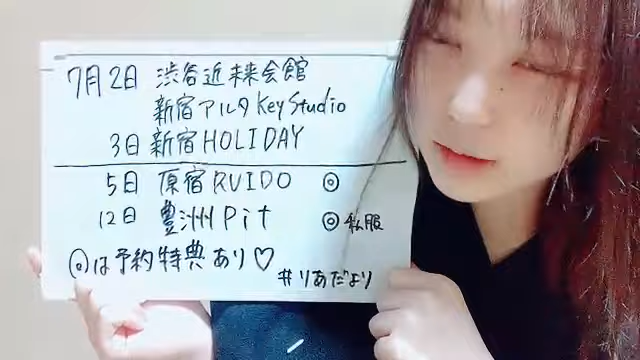 7月2日 渋谷近未来会館
新宿アルタKeyStudio
3日 新宿HOLIDAY
5日 原宿RUIDO ◎
12日 豊洲Pit ◎私服
◎は予約特典あり♡
#りあだより